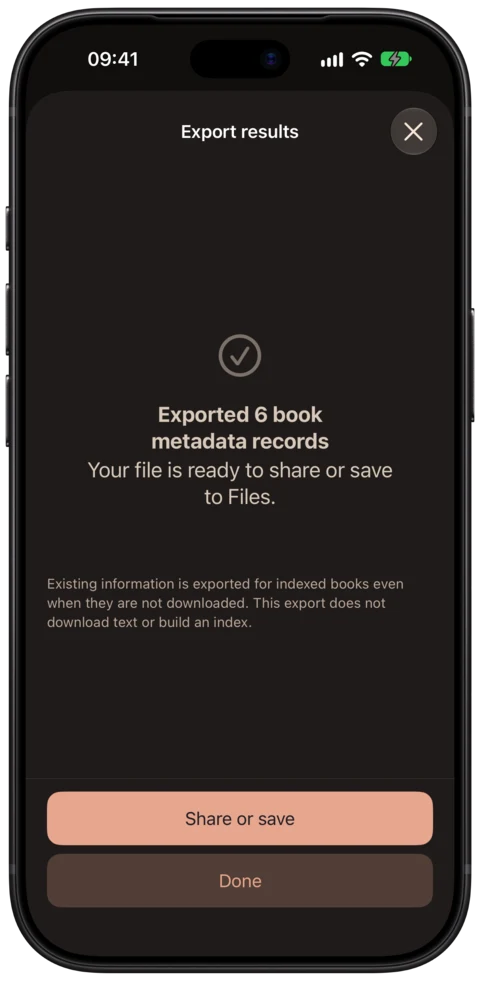 09:41
Export results
Exported 6 book
metadata records
Your file is ready to share or save
to Files.
Existing information is exported for indexed books even
when they are not downloaded. This export does not
download text or build an index.
Share or save
Done